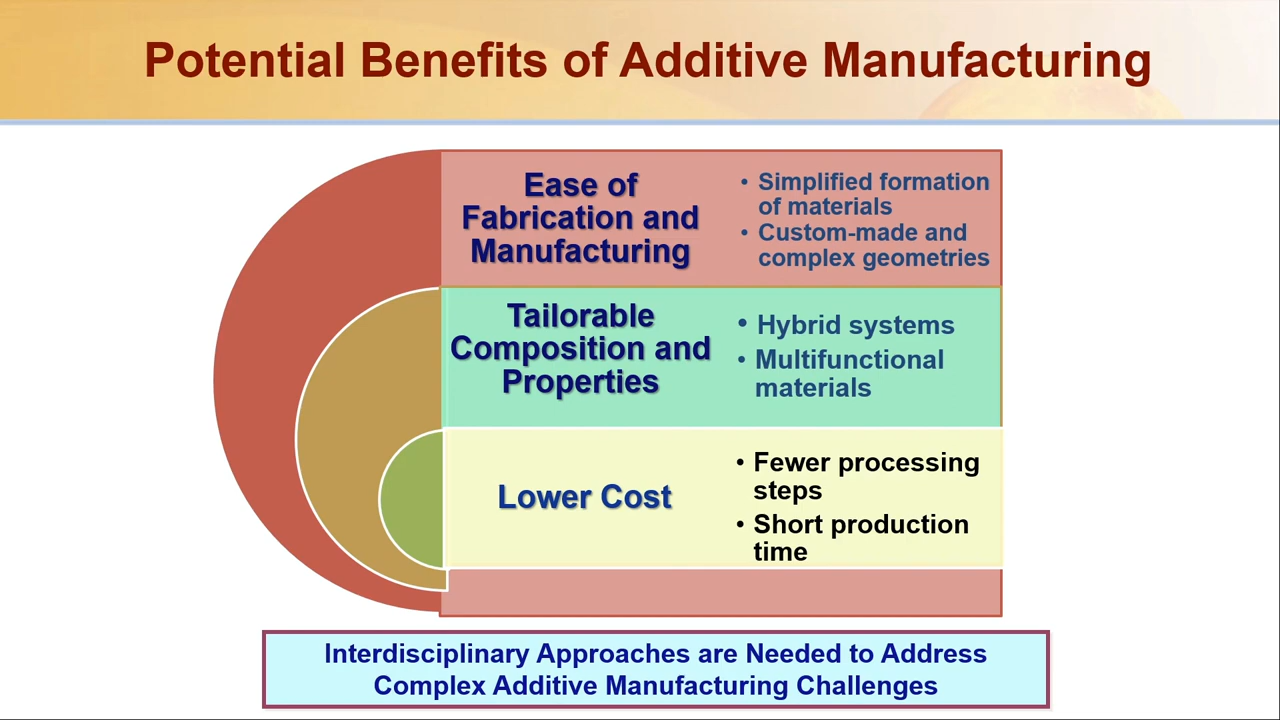 Potential Benefits of Additive Manufacturing
Ease of
Fabrication and
Manufacturing
• Simplified formation
of materials
• Custom-made and
complex geometries
Tailorable
Composition and
Properties
• Hybrid systems
• Multifunctional
materials
Lower Cost
• Fewer processing
steps
• Short production
time
Interdisciplinary Approaches are Needed to Address
Complex Additive Manufacturing Challenges